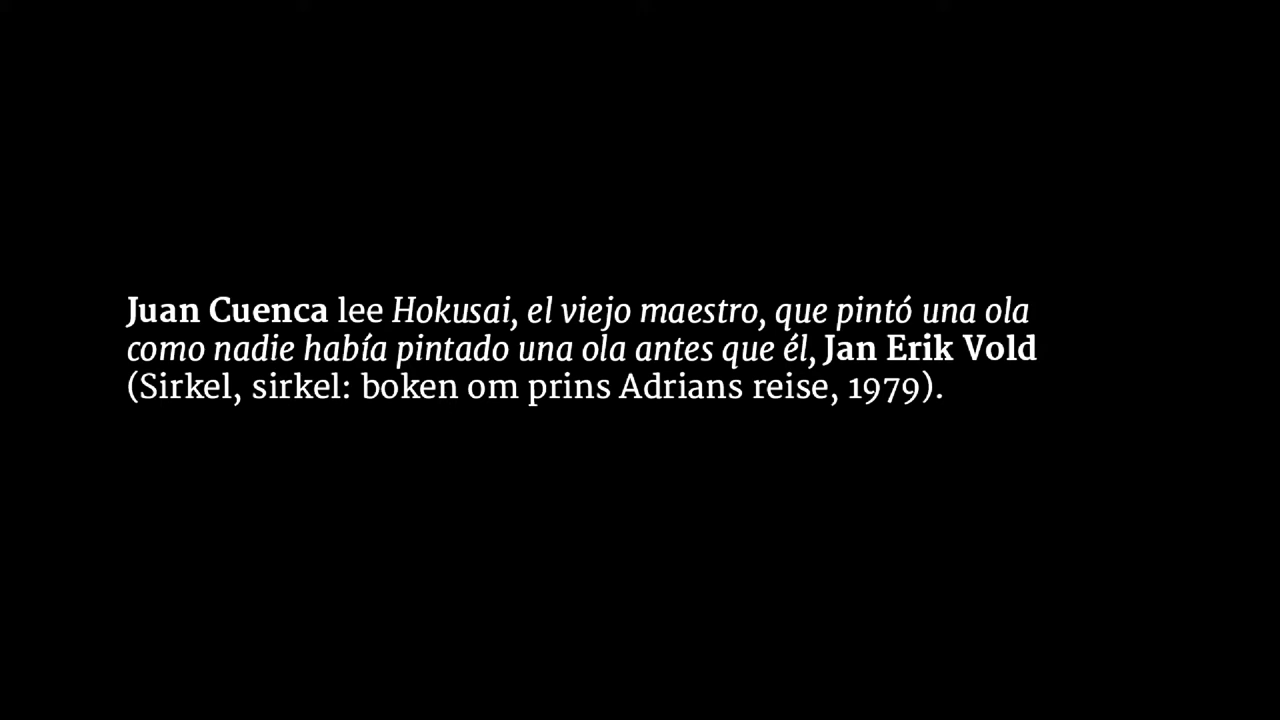 Juan Cuenca lee Hokusai, el viejo maestro, que pintó una ola
como nadie había pintado una ola antes que él, Jan Erik Vold
(Sirkel, sirkel: boken om prins Adrians reise, 1979).